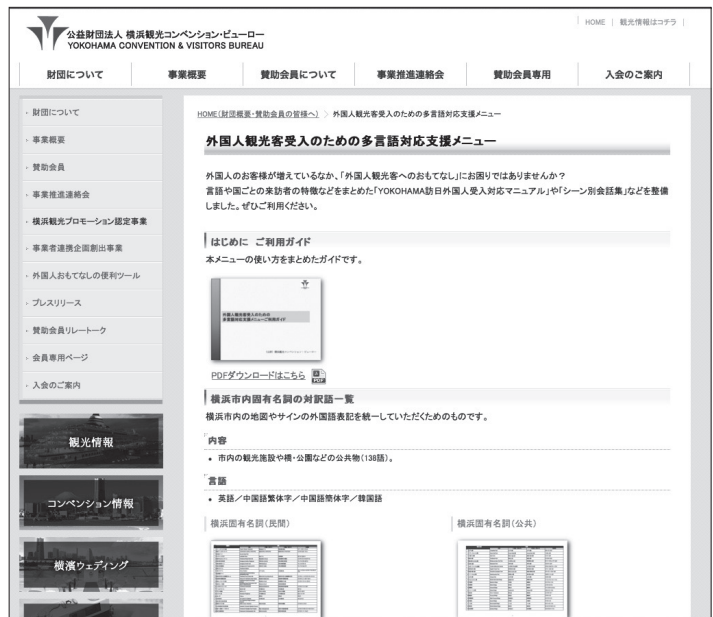 HOME | 観光情報はコチラ |
公益財団法人 横浜観光コンベンション・ビューロー
YOKOHAMA CONVENTION & VISITORS BUREAU
財団について 事業概要 賛助会員について 事業推進連絡会 賛助会員専用 入会のご案内
財団について
事業概要
賛助会員
事業推進連絡会
横浜観光プロモーション認定事業
事業者連携企画創出事業
外国人おもてなしの便利ツール
プレスリリース
賛助会員リレートーク
会員専用ページ
入会のご案内
観光情報
コンベンション情報
横濱ウェディング
HOME(財団概要・賛助会員の皆様へ) > 外国人観光客受入のための多言語対応支援メニュー
外国人観光客受入のための多言語対応支援メニュー
外国人のお客様が増えているなか、「外国人観光客へのおもてなし」にお困りではありませんか?
言語や国ごとの来訪者の特徴などをまとめた「YOKOHAMA訪日外国人受入対応マニュアル」や「シーン別会話集」などを整備
しました。ぜひご利用ください。
はじめに ご利用ガイド
本メニューの使い方をまとめたガイドです。
外国人観光客受入のための
多言語対応支援メニューご利用ガイド
PDFダウンロードはこちら
PDF
横浜市内固有名詞の対訳語一覧
横浜市内の地図やサインの外国語表記を統一していただくためのものです。
内容
• 市内の観光施設や橋・公園などの公共物(138語)。
言語
• 英語/中国語繁体字/中国語簡体字/韓国語
横浜固有名詞(民間) 横浜固有名詞(公共)